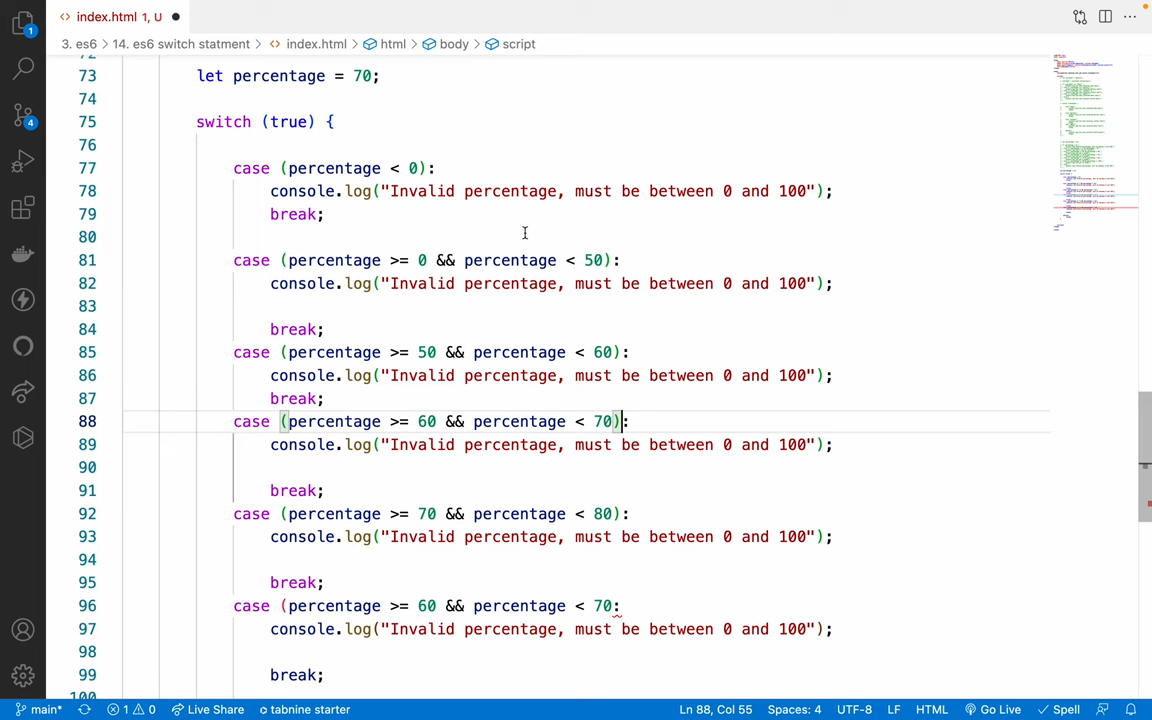 index.html 1, U
3. es6 > 14. es6 switch statment > index.html > html > body > script
73 let percentage = 70;
74
75 switch (true) {
76
77 case (percentage < 0):
78 console.log("Invalid percentage, must be between 0 and 100");
79 break;
80
81 case (percentage >= 0 && percentage < 50):
82 console.log("Invalid percentage, must be between 0 and 100");
83
84 break;
85 case (percentage >= 50 && percentage < 60):
86 console.log("Invalid percentage, must be between 0 and 100");
87 break;
88 case (percentage >= 60 && percentage < 70):
89 console.log("Invalid percentage, must be between 0 and 100");
90
91 break;
92 case (percentage >= 70 && percentage < 80):
93 console.log("Invalid percentage, must be between 0 and 100");
94
95 break;
96 case (percentage >= 60 && percentage < 70:
97 console.log("Invalid percentage, must be between 0 and 100");
98
99 break;
100
1
4
main* 1 0 Live Share tabnine starter Ln 88, Col 55 Spaces: 4 UTF-8 LF HTML Go Live Spell